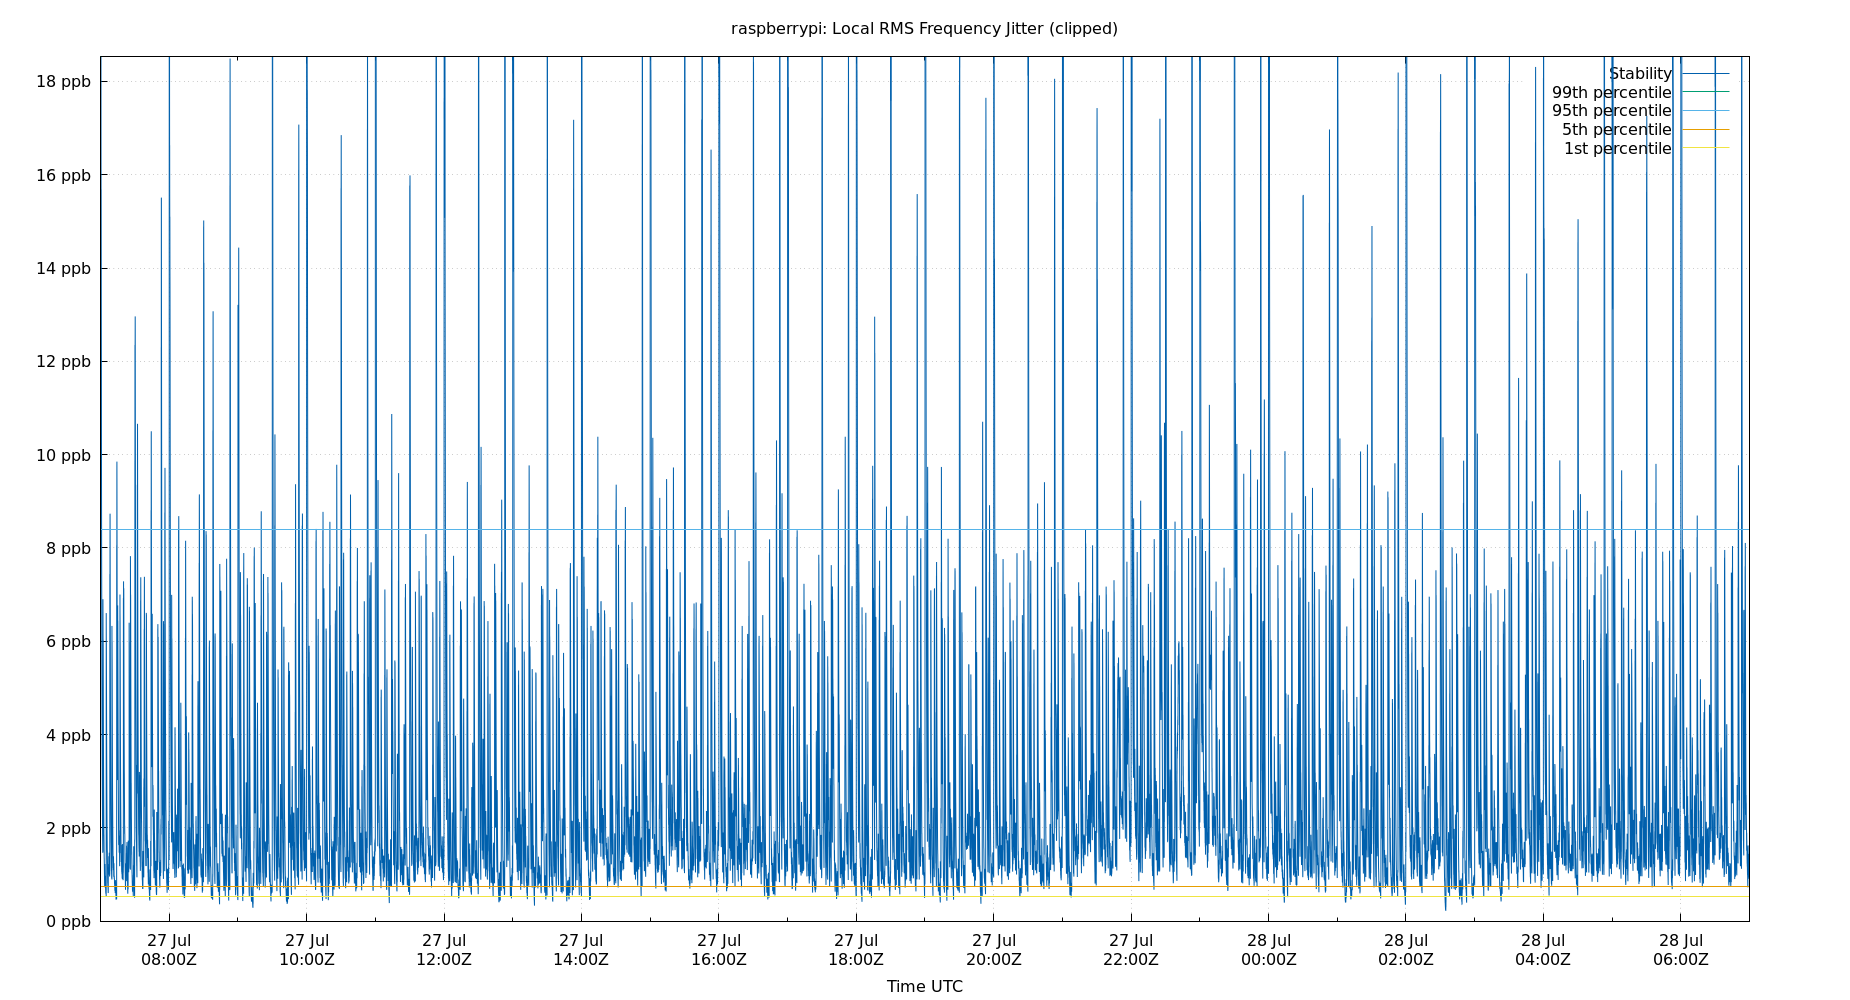 raspberrypi: Local RMS Frequency Jitter (clipped)
18 ppb
16 ppb
14 ppb
12 ppb
10 ppb
8 ppb
6 ppb
4 ppb
2 ppb
0 ppb
Stability
99th percentile
95th percentile
5th percentile
1st percentile
27 Jul 27 Jul 27 Jul 27 Jul 27 Jul 27 Jul 27 Jul 27 Jul 28 Jul 28 Jul 28 Jul 28 Jul
08:00Z 10:00Z 12:00Z 14:00Z 16:00Z 18:00Z 20:00Z 22:00Z 00:00Z 02:00Z 04:00Z 06:00Z
Time UTC